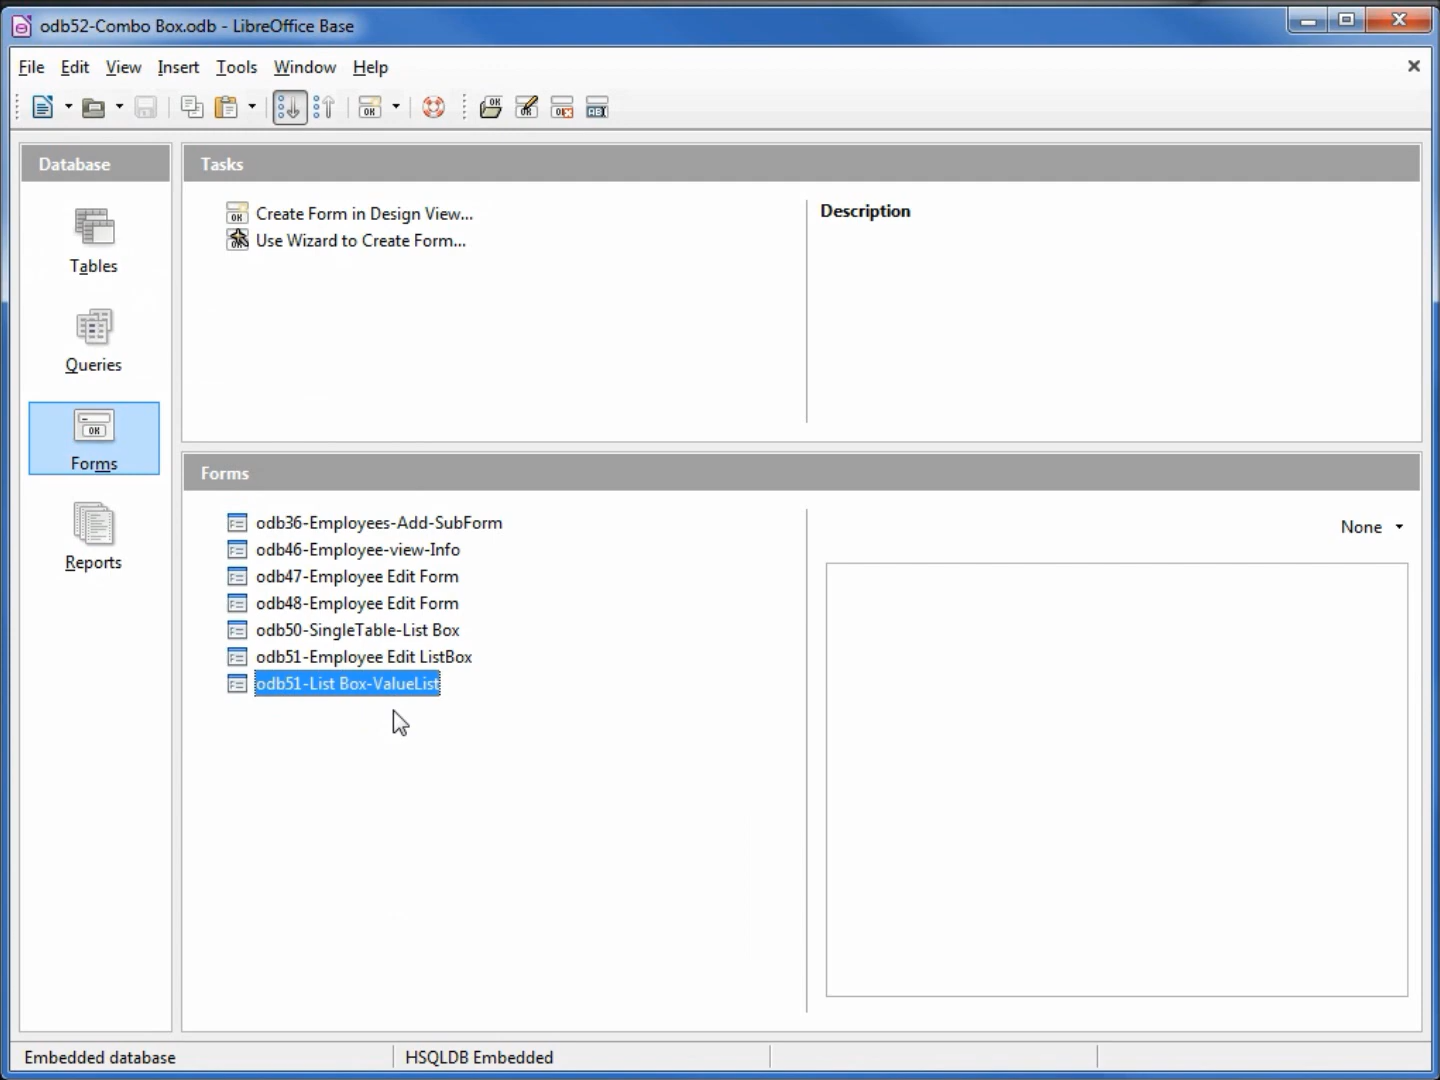 odb52-Combo Box.odb - LibreOffice Base
File Edit View Insert Tools Window Help
Database
Tasks
Create Form in Design View...
Use Wizard to Create Form...
Description
Tables
Queries
Forms
Reports
Forms
odb36-Employees-Add-SubForm
odb46-Employee-view-Info
odb47-Employee Edit Form
odb48-Employee Edit Form
odb50-SingleTable-List Box
odb51-Employee Edit ListBox
odb51-List Box-ValueList
None
Embedded database
HSQLDB Embedded